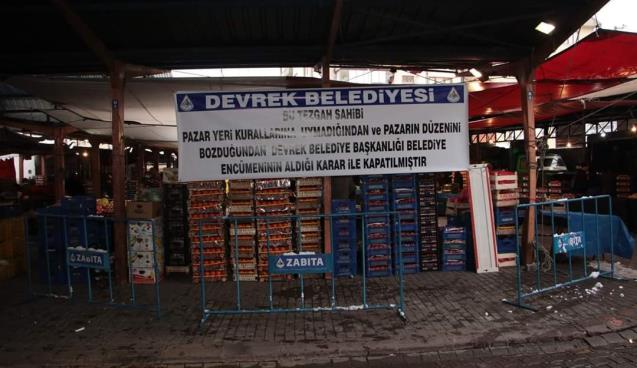 DEVREK BELEDİYESİ
BU TEZGAH SAHİBİ
PAZAR YERİ KURALLARINA UYMADIĞINDAN ve PAZARIN DÜZENİNİ
BOZDUĞUNDAN DEVREK BELEDİYE BAŞKANLIĞI BELEDİYE
ENCÜMENİNİN ALDIĞI KARAR İLE KAPATILMIŞTIR
ZABITA
ZABITA
ZABITA